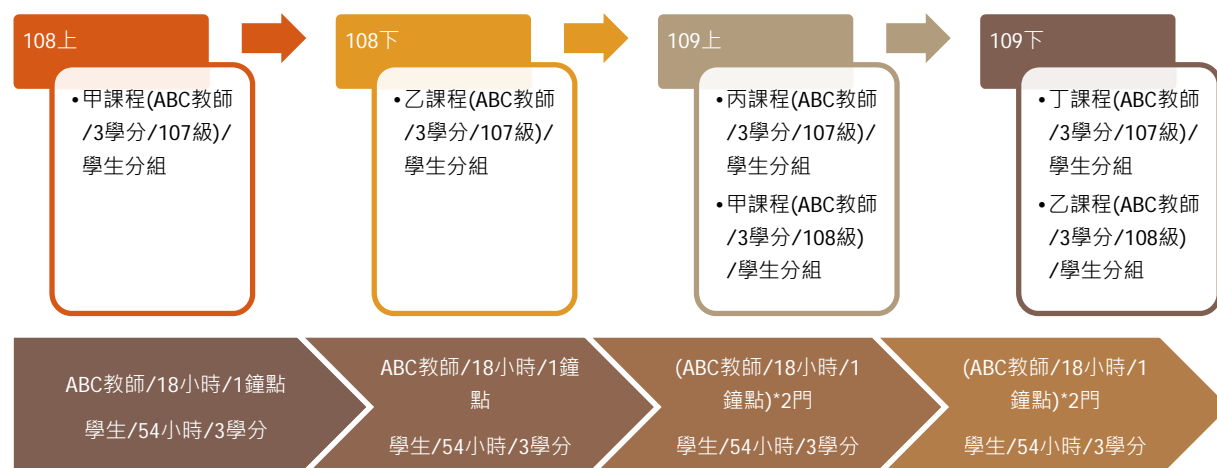 108上
108下
109上
109下
•甲課程(ABC教師
/3學分/107級)/
學生分組
•乙課程(ABC教師
/3學分/107級)/
學生分組
•丙課程(ABC教師
/3學分/107級)/
學生分組
•甲課程(ABC教師
/3學分/108級)
/學生分組
•丁課程(ABC教師
/3學分/107級)/
學生分組
•乙課程(ABC教師
/3學分/108級)
/學生分組
ABC教師/18小時/1鐘點
學生/54小時/3學分
ABC教師/18小時/1鐘
點
學生/54小時/3學分
(ABC教師/18小時/1
鐘點)*2門
學生/54小時/3學分
(ABC教師/18小時/1
鐘點)*2門
學生/54小時/3學分